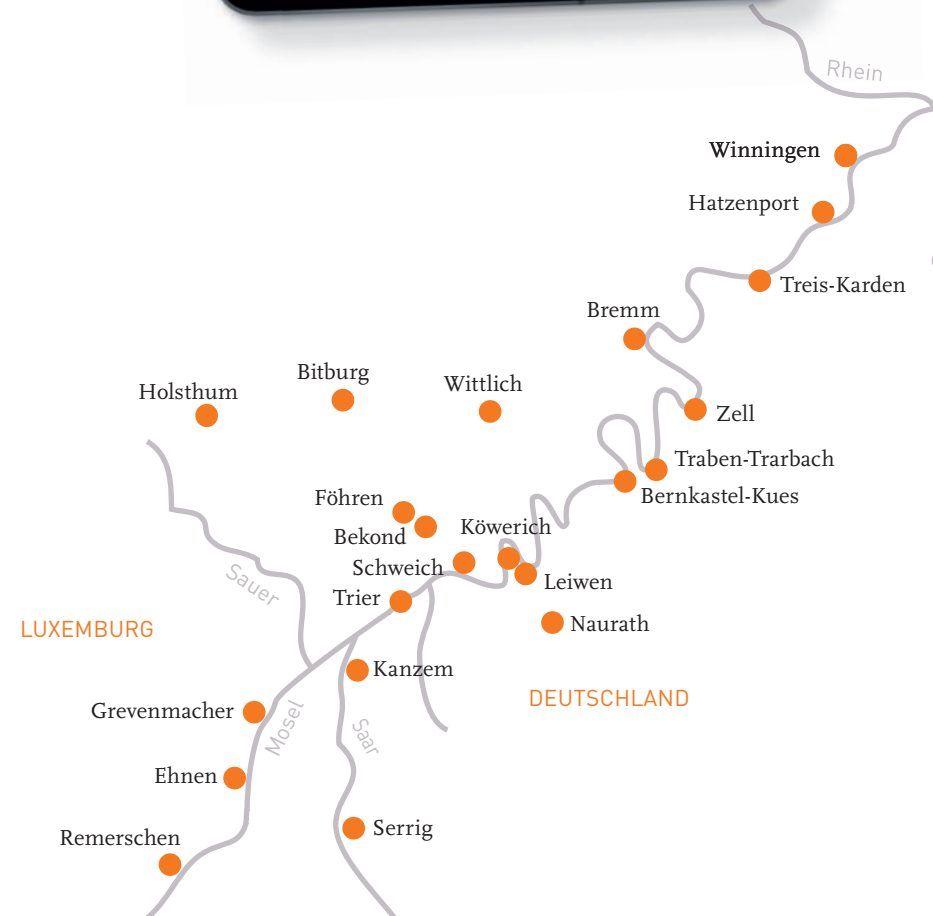 Rhein
Winningen
Hatzenport
Treis-Karden
Bremm
Bitburg
Wittlich
Holsthum
Zell
Traben-Trarbach
Bernkastel-Kues
Föhren
Köwerich
Bekond
Schweich
Leiwen
Sauer
Trier
Naurath
LUXEMBURG
Kanzem
DEUTSCHLAND
Grevenmacher
Mosel
Saar
Ehnen
Serrig
Remerschen